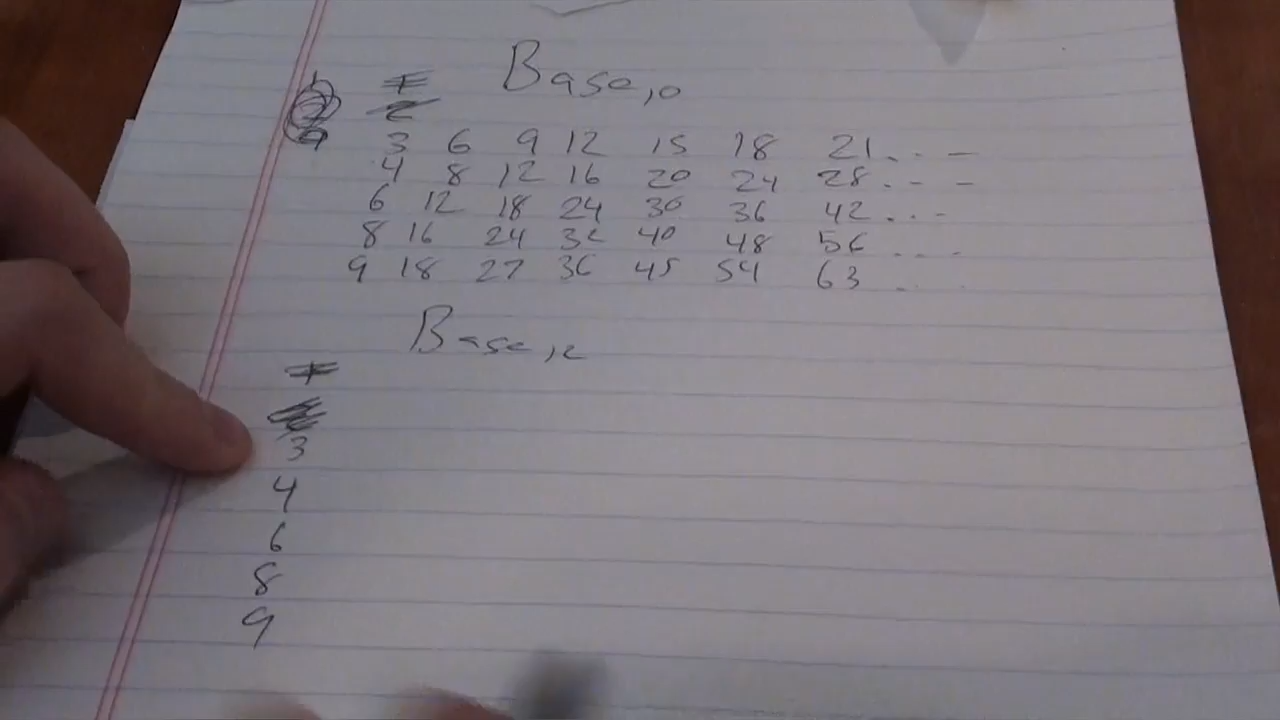 Base10
3 6 9 12 15 18 21 . . -
4 8 12 16 20 24 28 . - -
6 12 18 24 30 36 42 . . -
8 16 24 32 40 48 56 . . .
9 18 27 36 45 54 63 . .
Base12
3
4
6
8
9